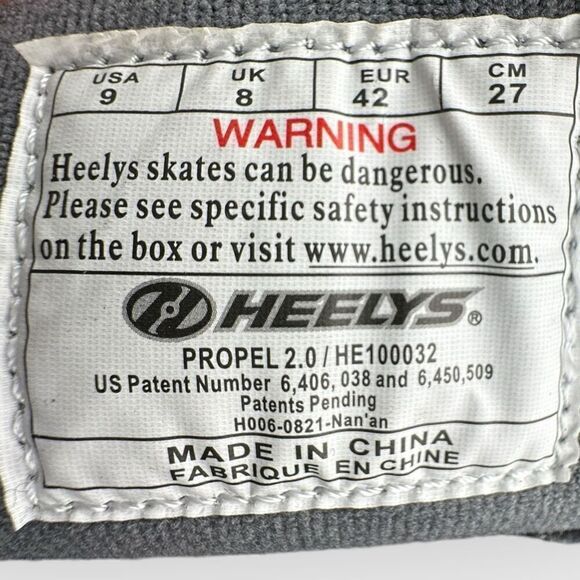 USA UK EUR CM
9 8 42 27
WARNING
Heelys skates can be dangerous.
Please see specific safety instructions
on the box or visit www.heelys.com.
HEELYS®
PROPEL 2.0 / HE100032
US Patent Number 6,406, 038 and 6,450,509
Patents Pending
H006-0821-Nan'an
MADE IN CHINA
FABRIQUE EN CHINE